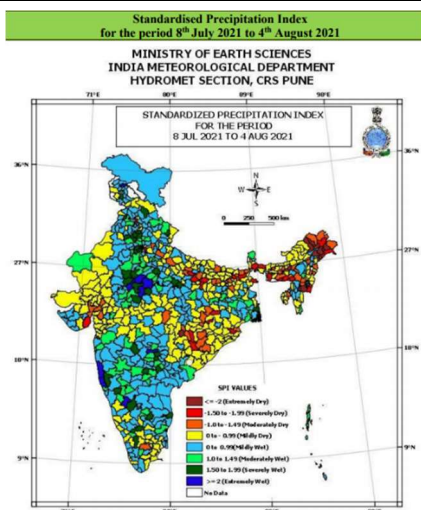 Standardised Precipitation Index
for the period 8th July 2021 to 4th August 2021
MINISTRY OF EARTH SCIENCES
INDIA METEOROLOGICAL DEPARTMENT
HYDROMET SECTION, CRS PUNE
71°E 80°E 89°E 98°E
STANDARDIZED PRECIPITATION INDEX
FOR THE PERIOD
8 JUL 2021 TO 4 AUG 2021
36°N 36°N
N
W E
S
0 250 500 km
27°N 27°N
18°N 18°N
SPI VALUES
<= -2 (Extremely Dry)
-1.50 to -1.99 (Severely Dry)
-1.0 to -1.49 (Moderately Dry
0 to - 0.99 (Mildly Dry)
0 to 0.99(Mildly Wet)
1.0 to 1.49 (Moderately Wet)
1.50 to 1.99 (Severely Wet)
>= 2 (Extremely Wet)
No Data
9°N 9°N